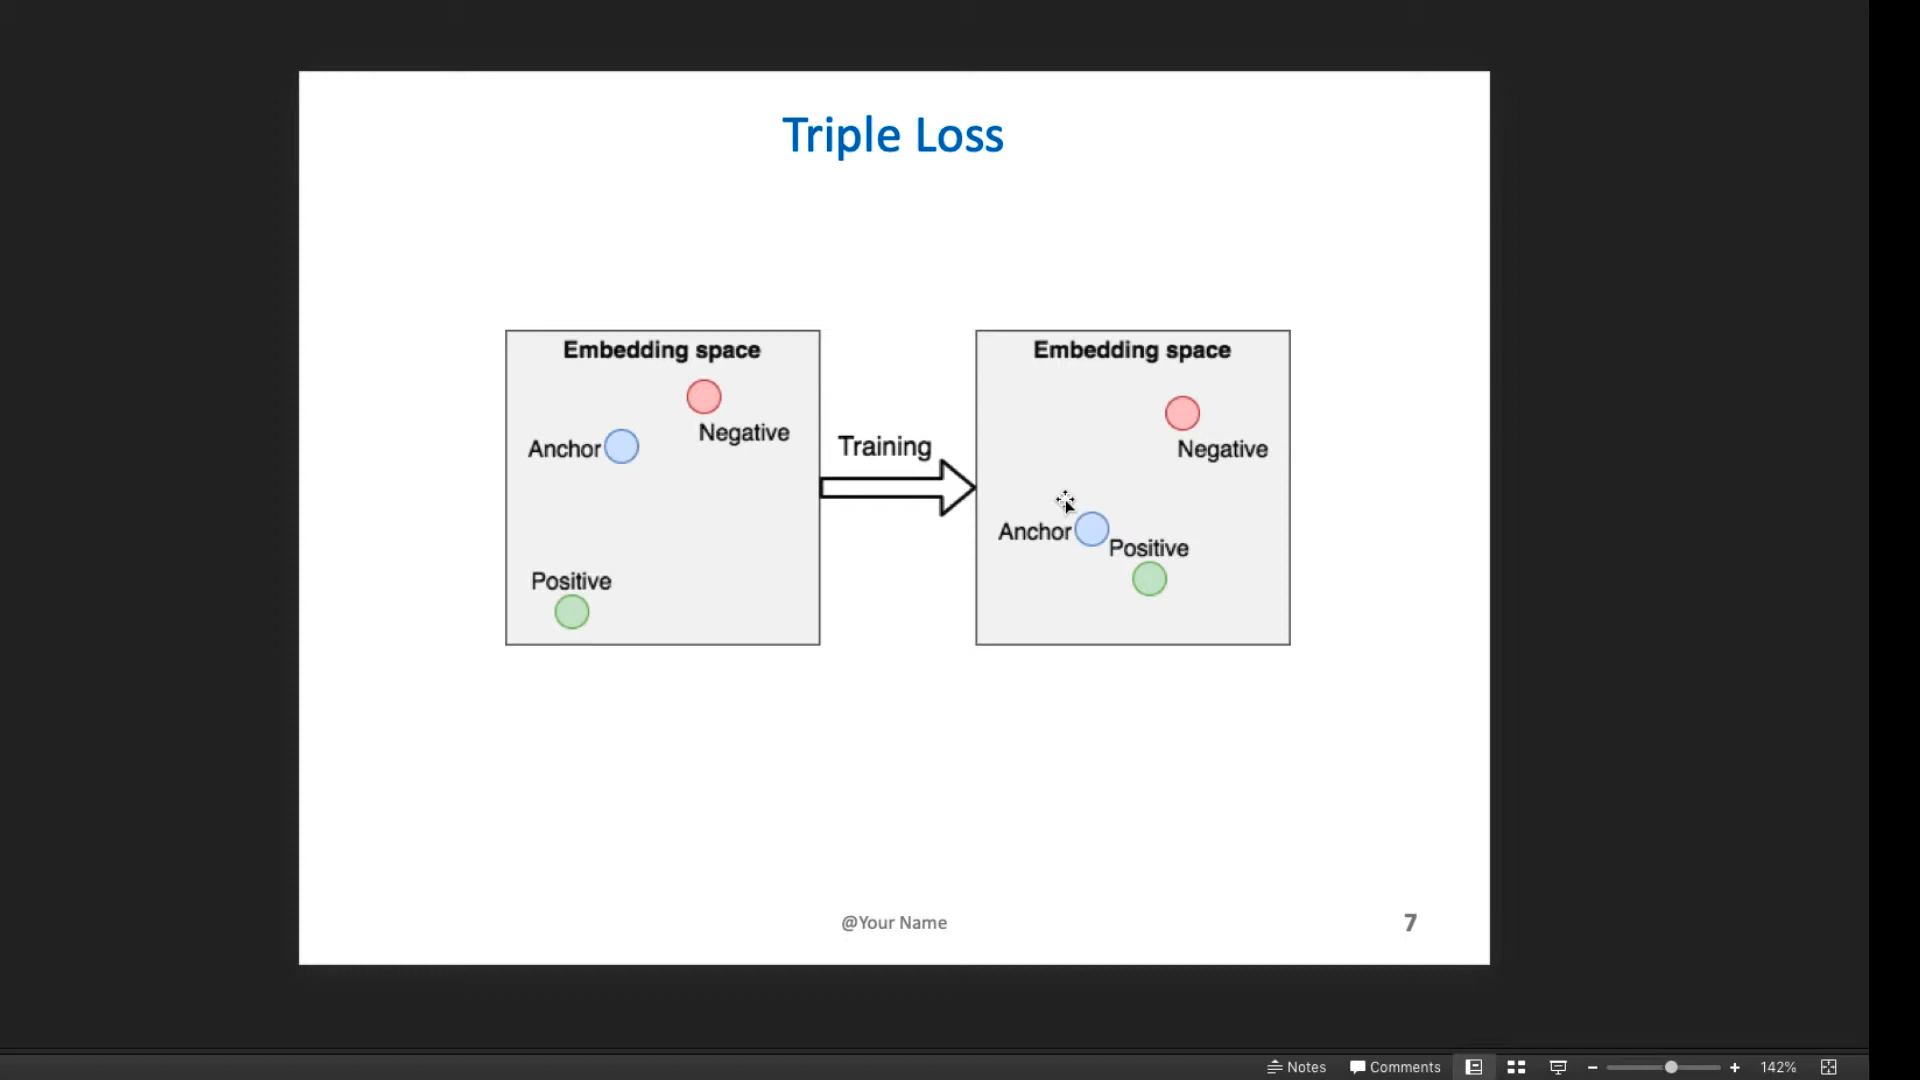 Triple Loss
Embedding space
Negative
Anchor
Positive
Training
Embedding space
Negative
Anchor
Positive
@Your Name
7
Notes
Comments
142%